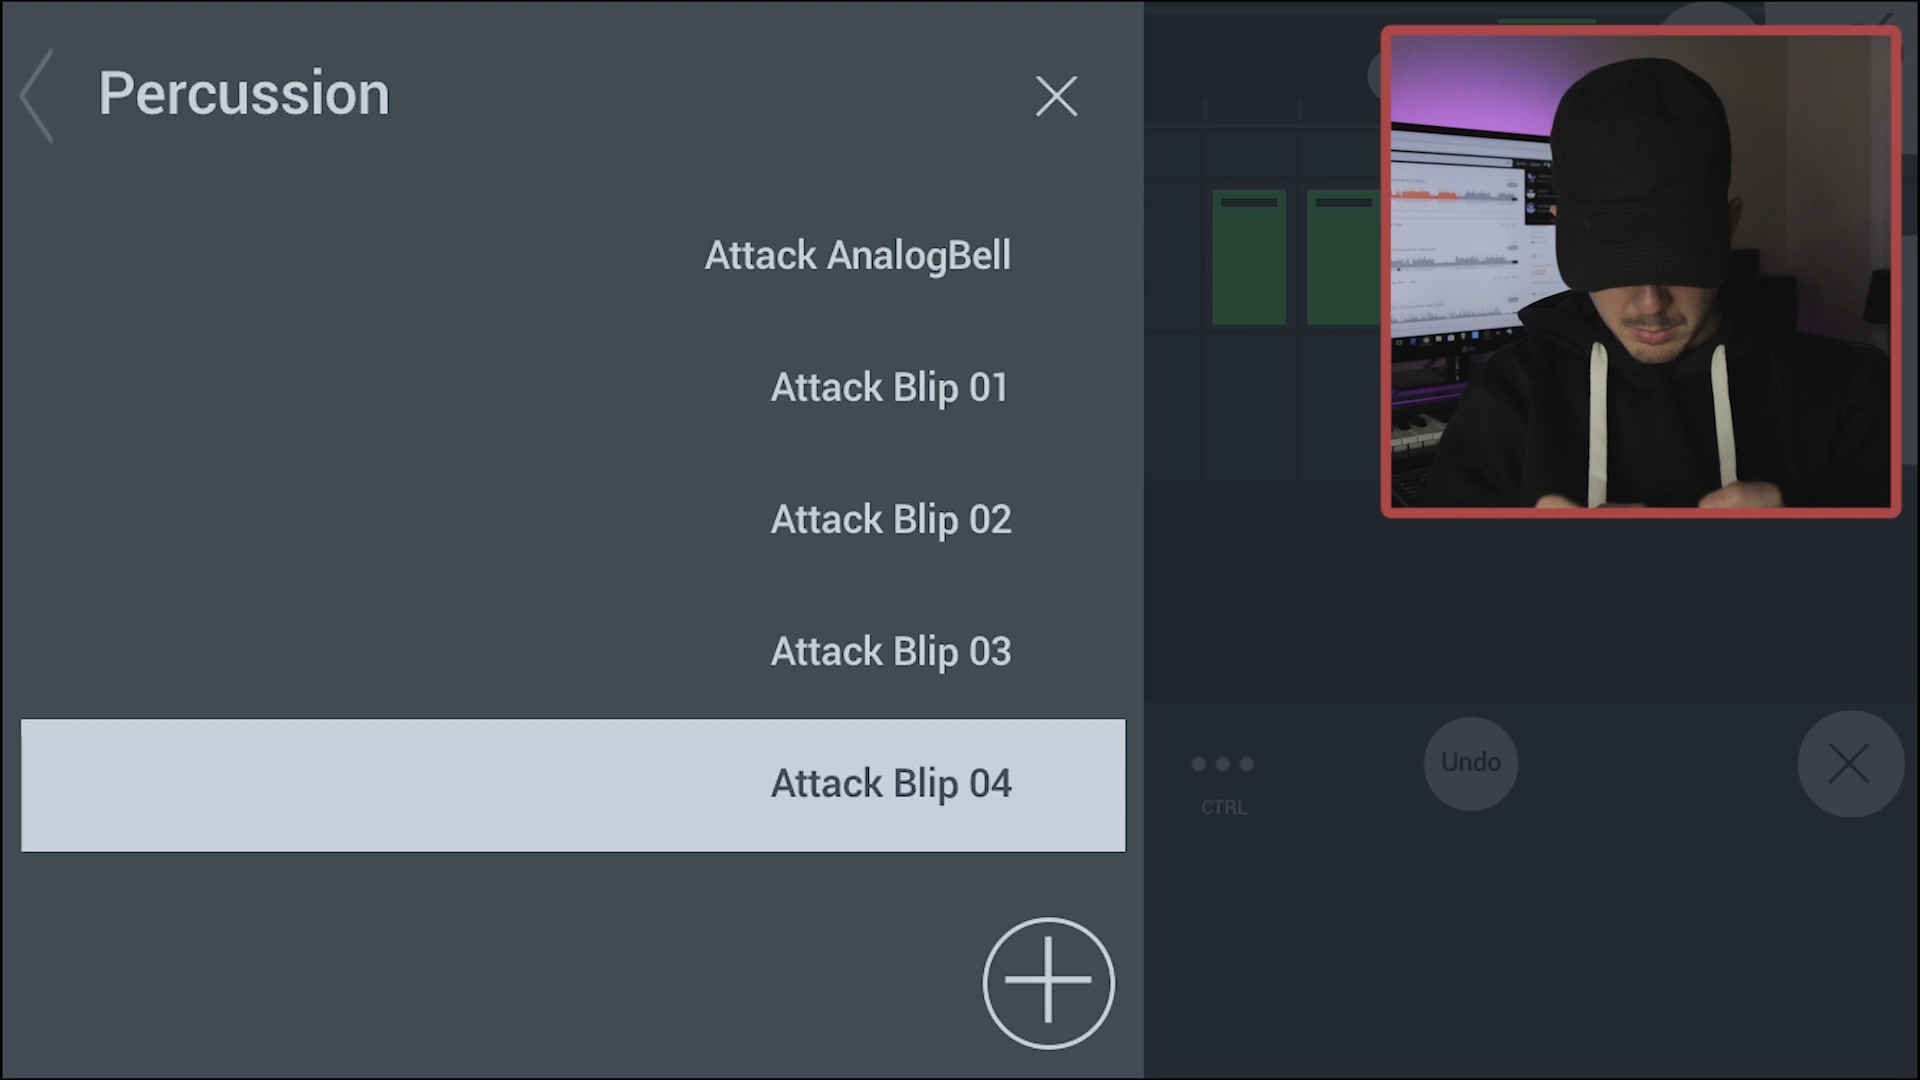 Percussion
Attack AnalogBell
Attack Blip 01
Attack Blip 02
Attack Blip 03
Attack Blip 04
Undo
CTRL